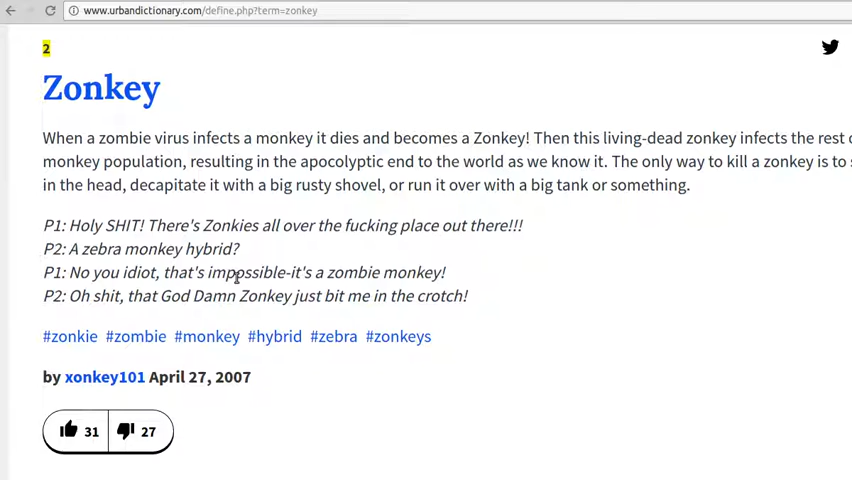 www.urbandictionary.com/define.php?term=zonkey
2
Zonkey
When a zombie virus infects a monkey it dies and becomes a Zonkey! Then this living-dead zonkey infects the rest
monkey population, resulting in the apocolyptic end to the world as we know it. The only way to kill a zonkey is to
in the head, decapitate it with a big rusty shovel, or run it over with a big tank or something.
P1: Holy SHIT! There's Zonkies all over the fucking place out there!!!
P2: A zebra monkey hybrid?
P1: No you idiot, that's impossible-it's a zombie monkey!
P2: Oh shit, that God Damn Zonkey just bit me in the crotch!
#zonkie #zombie #monkey #hybrid #zebra #zonkeys
by xonkey101 April 27, 2007
31 27